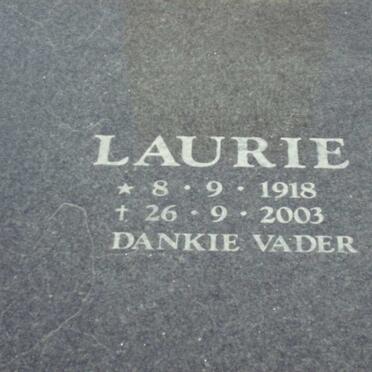 LAURIE
★ 8 · 9 · 1918
† 26 · 9 · 2003
DANKIE VADER